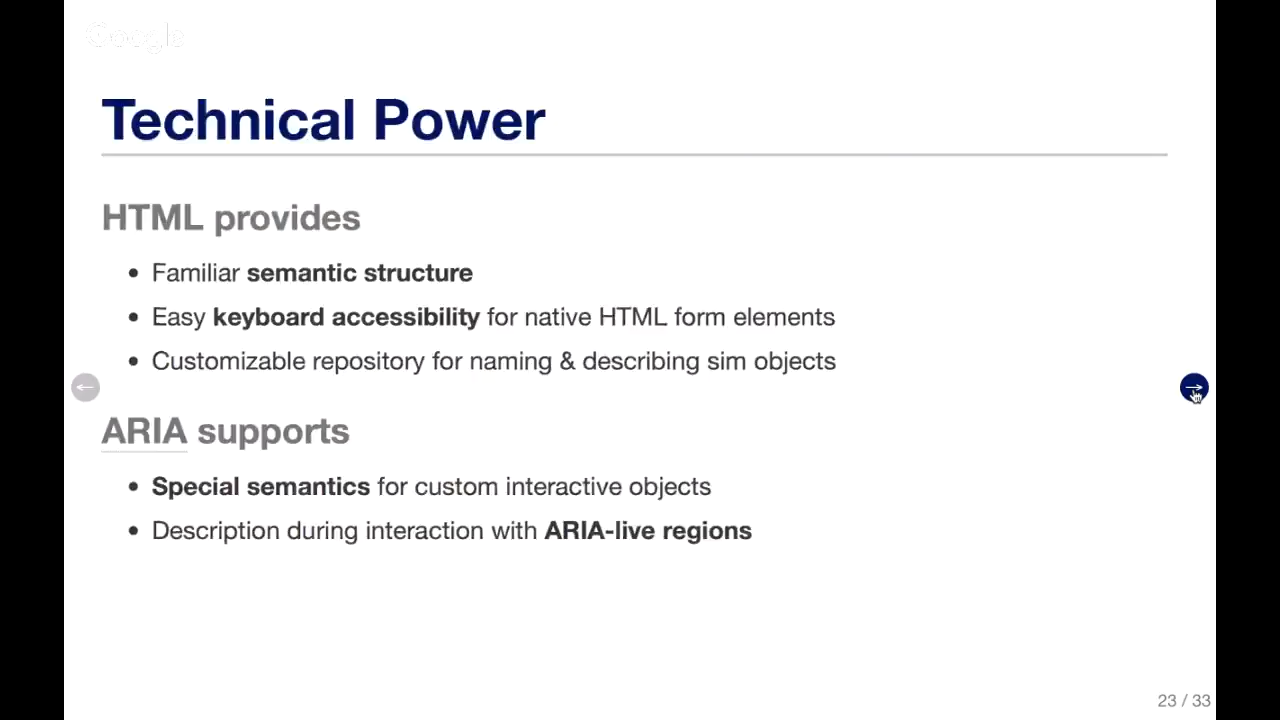 Google
Technical Power
HTML provides
• Familiar semantic structure
• Easy keyboard accessibility for native HTML form elements
• Customizable repository for naming & describing sim objects
ARIA supports
• Special semantics for custom interactive objects
• Description during interaction with ARIA-live regions
23 / 33